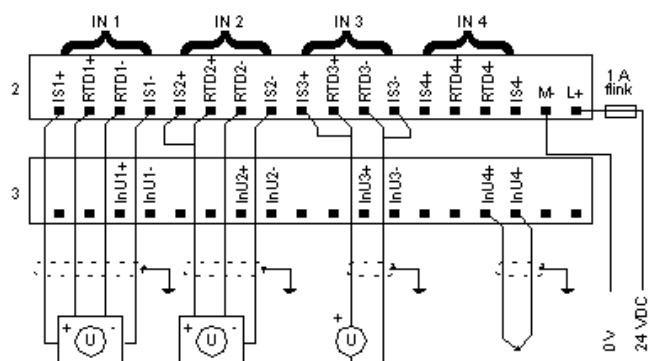 IN 1 IN 2 IN 3 IN 4
2 IS1+ RTD1+ RTD1- IS1- IS2+ RTD2+ RTD2- IS2- IS3+ RTD3+ RTD3- IS3- IS4+ RTD4+ RTD4- IS4- M- L+
1 A
flink
3 InU1+ InU1- InU2+ InU2- InU3+ InU3- InU4+ InU4-
+ U - + U - + U
0 V
24 VDC